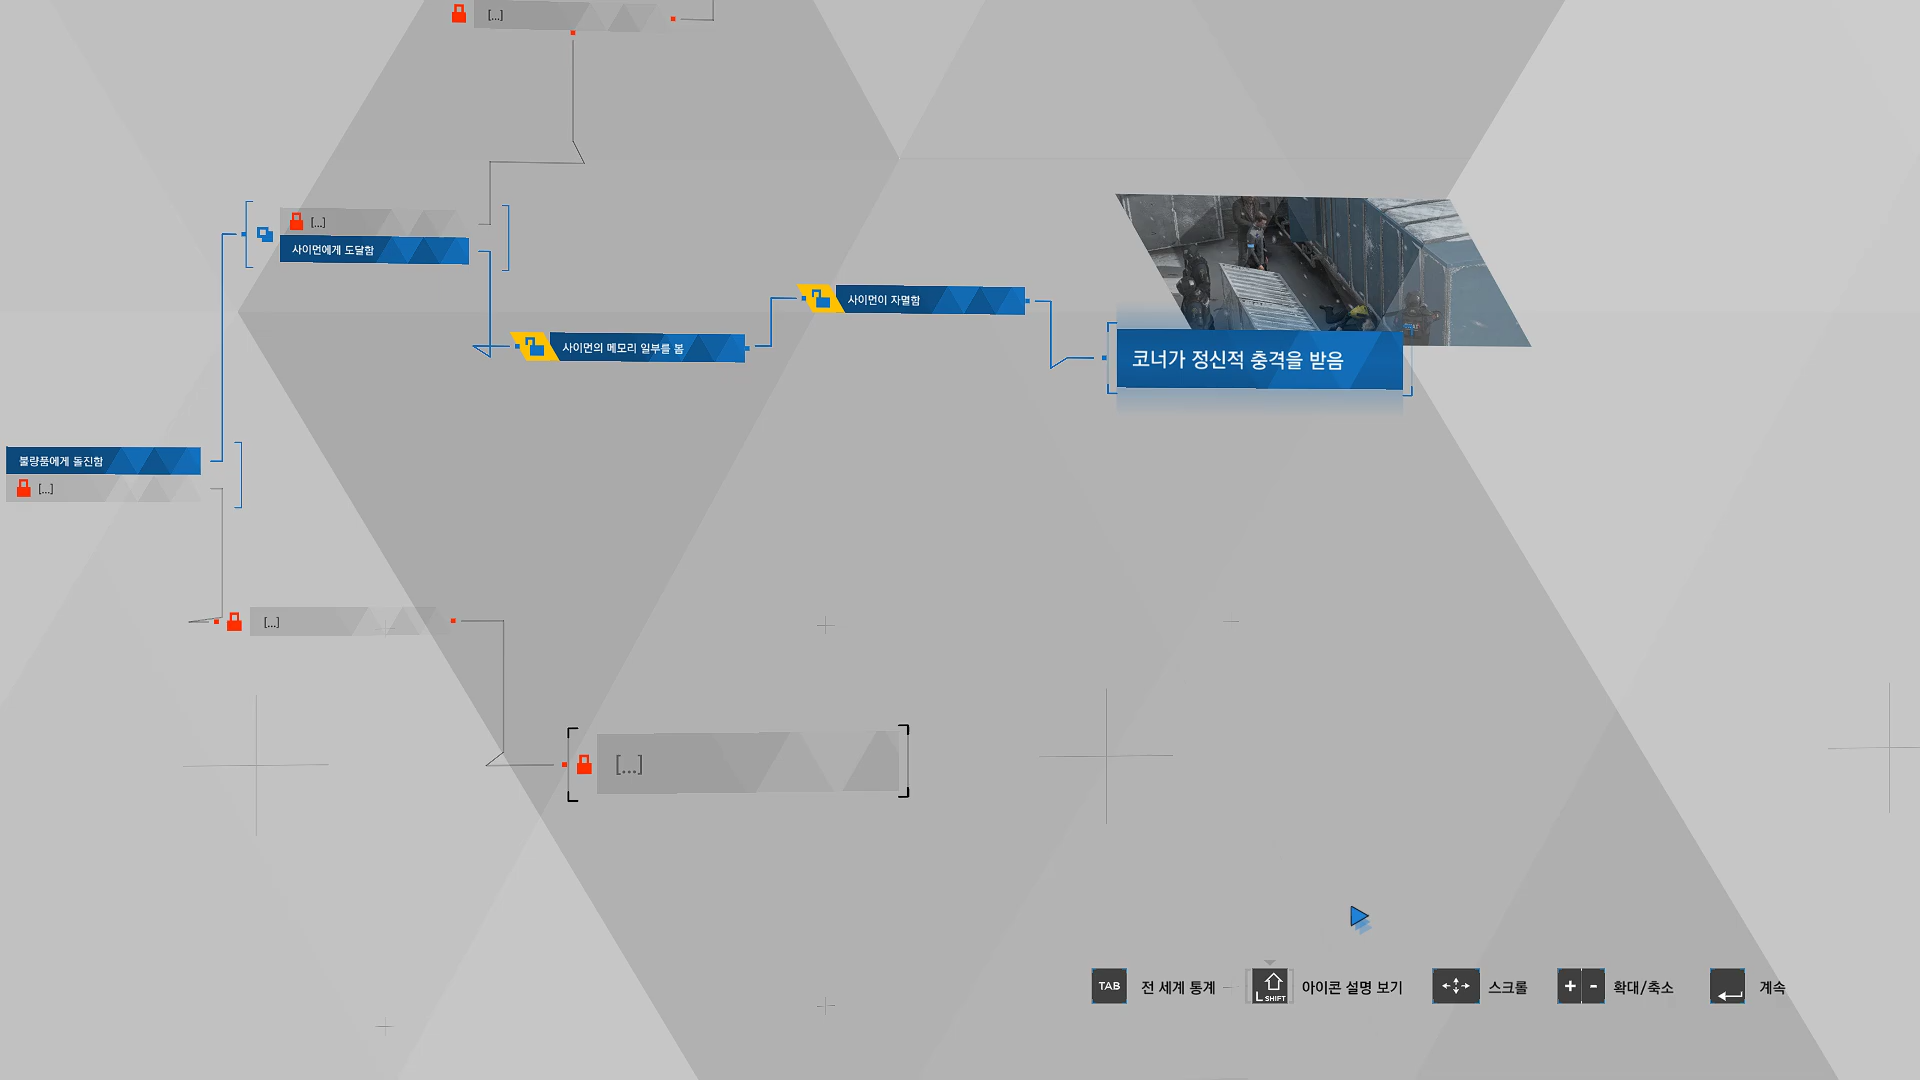 [...]
[...]
사이먼에게 도달함
사이먼이 자멸함
사이먼의 메모리 일부를 봄
코너가 정신적 충격을 받음
불량품에게 돌진함
[...]
[...]
[...]
TAB 전 세계 통계 L SHIFT 아이콘 설명 보기 스크롤 + - 확대/축소 계속